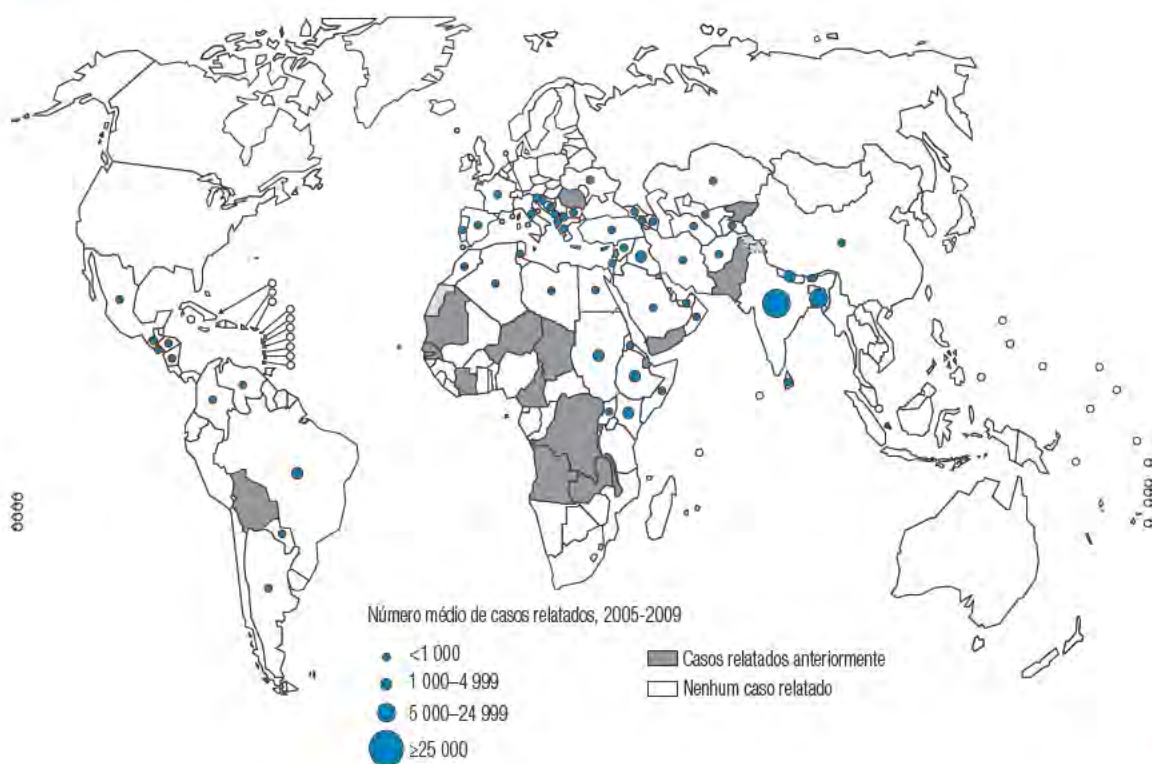 Número médio de casos relatados, 2005-2009
<1 000
1 000–4 999
5 000–24 999
≥25 000
Casos relatados anteriormente
Nenhum caso relatado